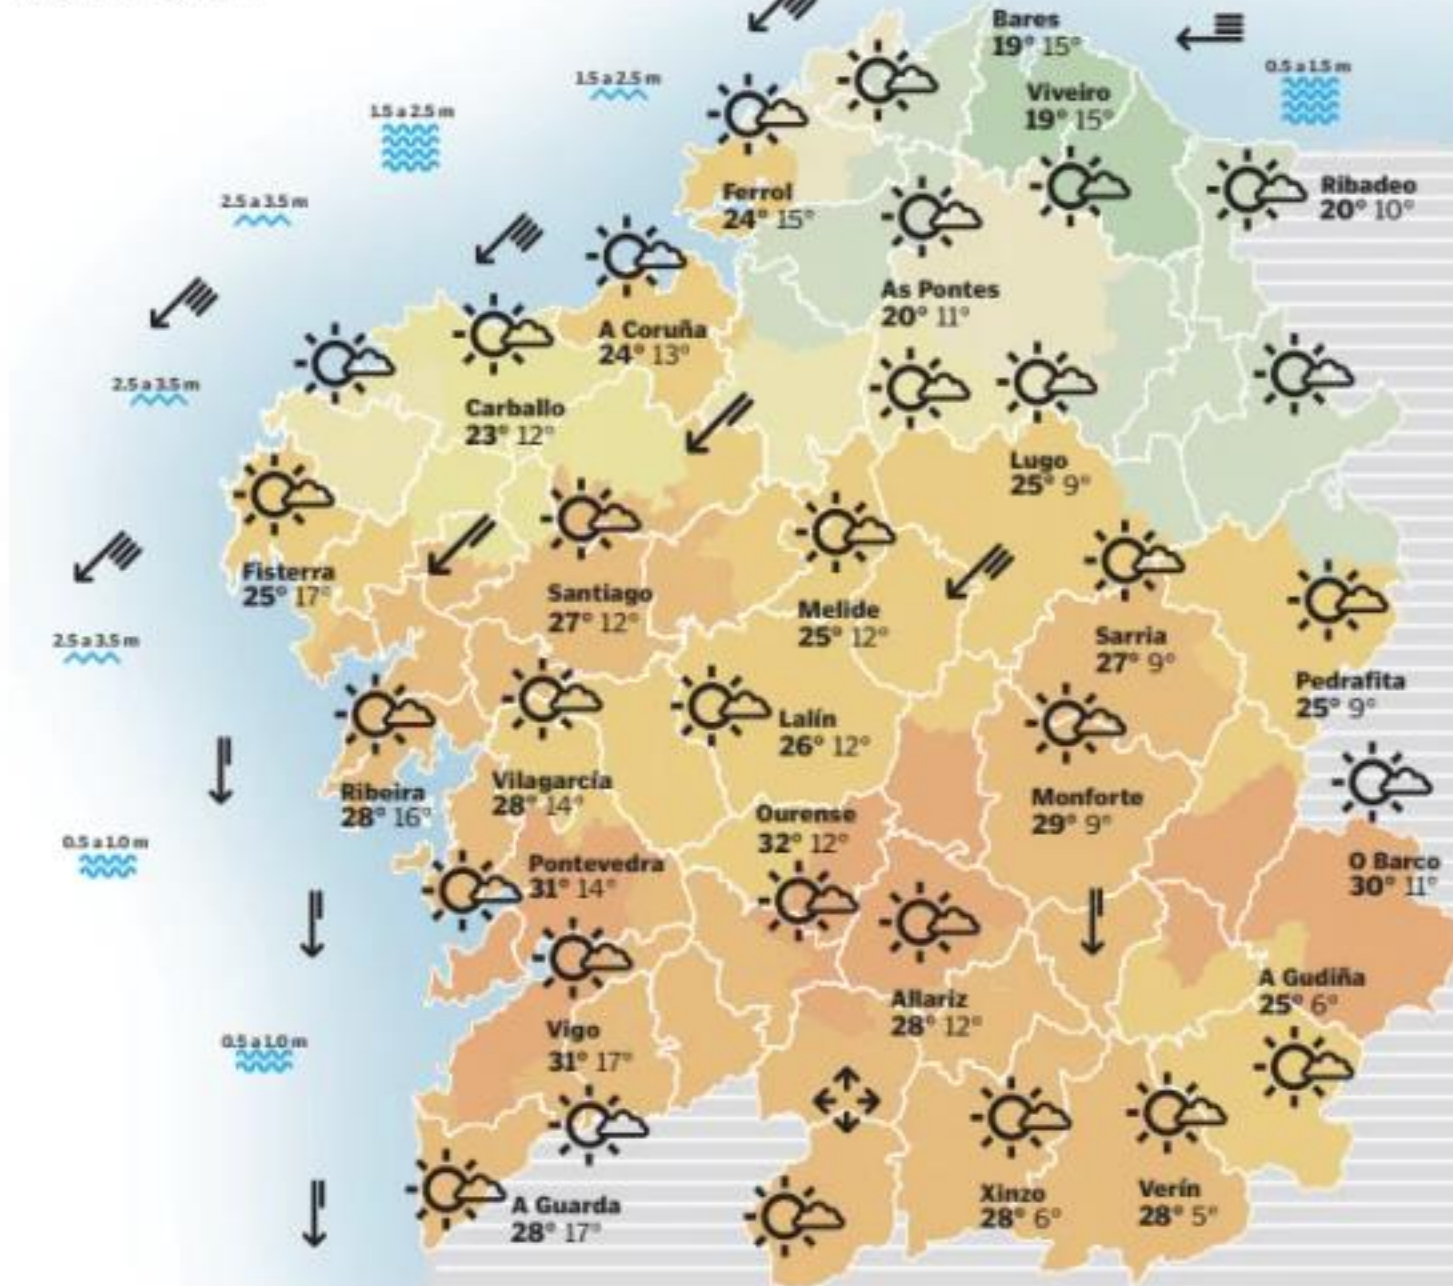 Bares
19° 15°
0.5 a 1.5 m
1.5 a 2.5 m
Viveiro
19° 15°
1.5 a 2.5 m
Ferrol
24° 15°
Ribadeo
20° 10°
2.5 a 3.5 m
As Pontes
20° 11°
A Coruña
24° 13°
2.5 a 3.5 m
Carballo
23° 12°
Lugo
25° 9°
Fisterra
25° 17°
Santiago
27° 12°
Melide
25° 12°
2.5 a 3.5 m
Sarria
27° 9°
Pedrafita
25° 9°
Lalín
26° 12°
Ribeira
28° 16°
Vilagarcía
28° 14°
Ourense
32° 12°
Monforte
29° 9°
0.5 a 1.0 m
Pontevedra
31° 14°
O Barco
30° 11°
A Gudiña
25° 6°
Allariz
28° 12°
0.5 a 1.0 m
Vigo
31° 17°
A Guarda
28° 17°
Xinzo
28° 6°
Verín
28° 5°